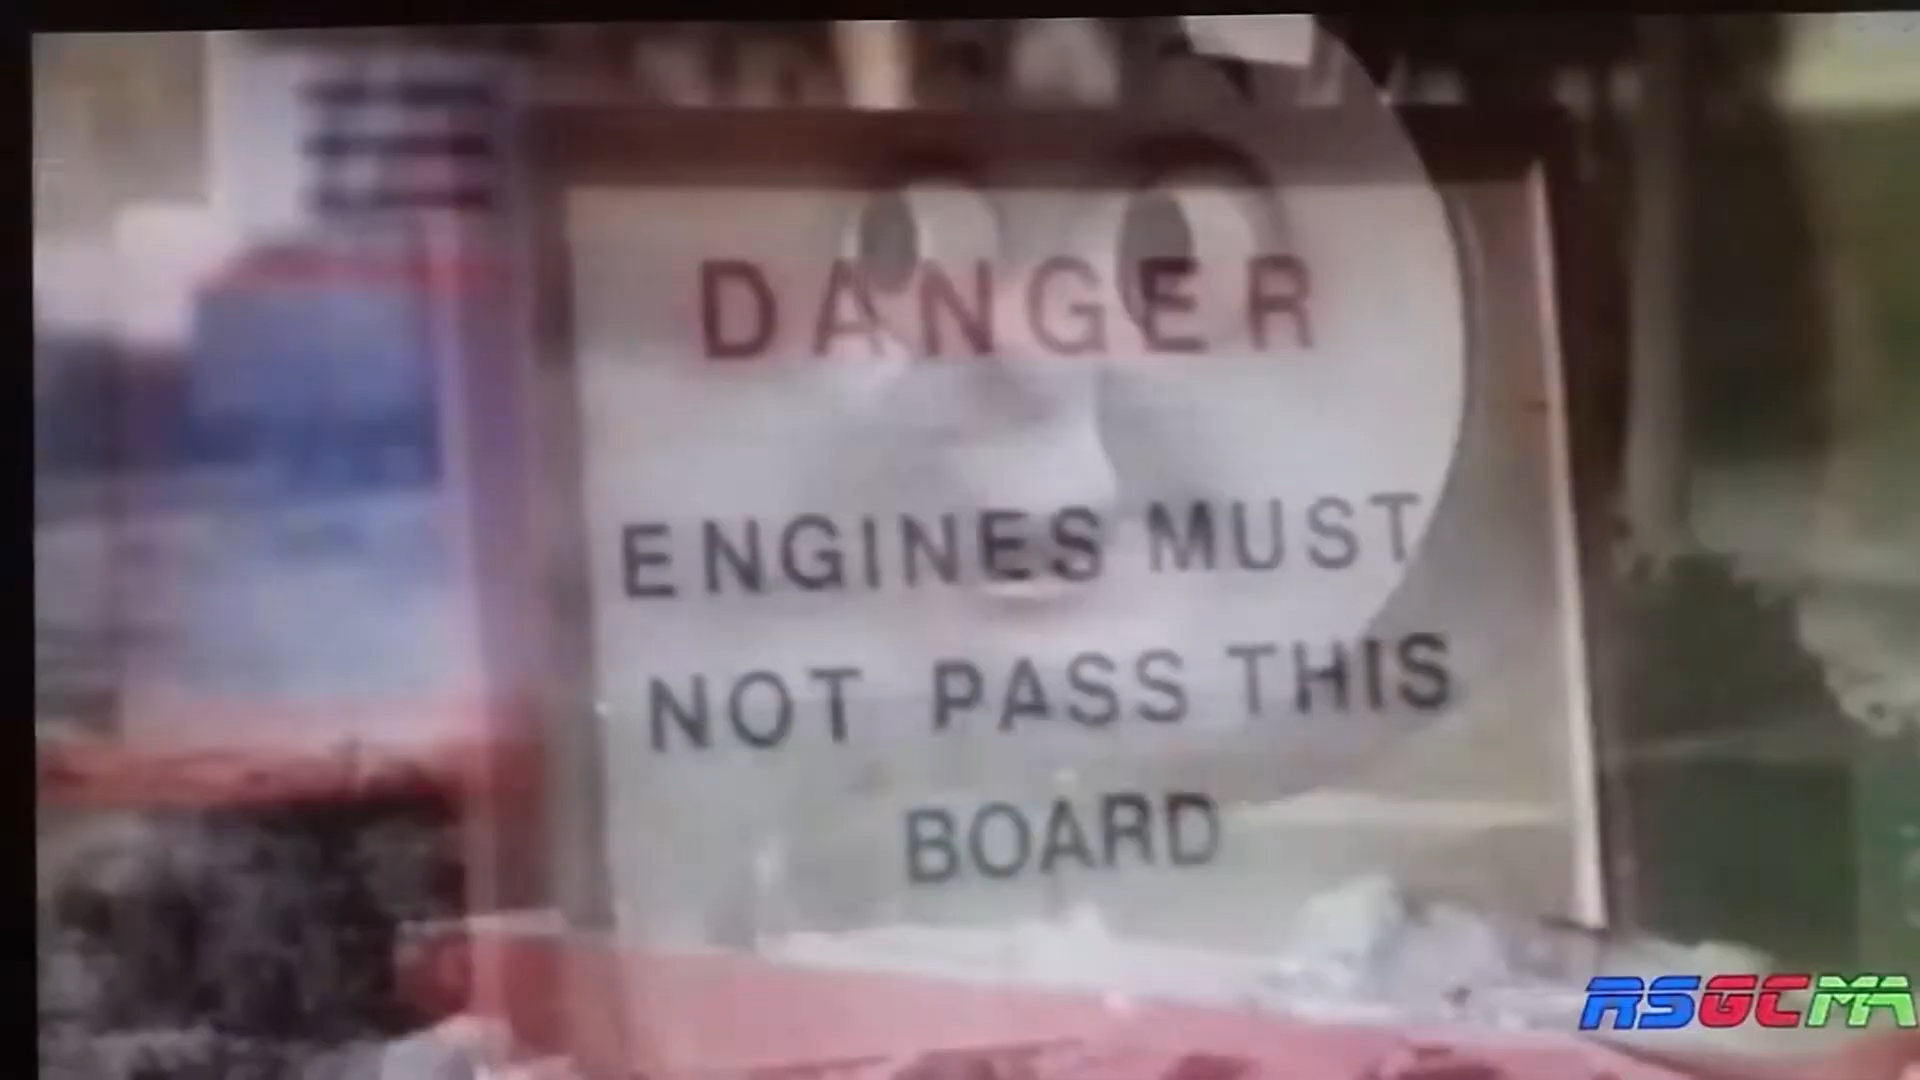 DANGER
ENGINES MUST
NOT PASS THIS
BOARD
RSGCMA